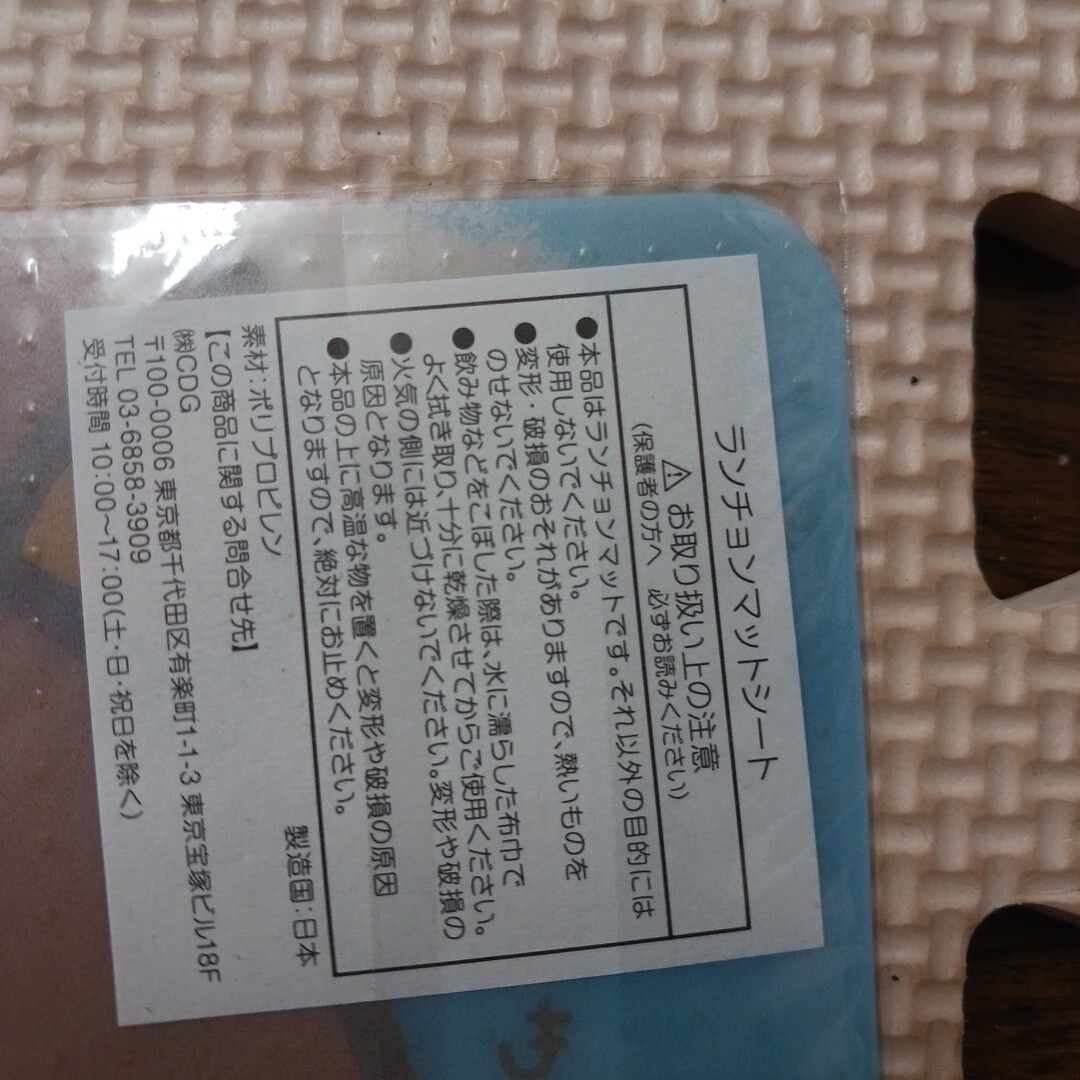 ランチョンマットシート
⚠ お取り扱い上の注意
(保護者の方へ 必ずお読みください)
●本品はランチョンマットです。それ以外の目的には
使用しないでください。
●変形・破損のおそれがありますので、熱いものを
のせないでください。
●飲み物などをこぼした際は、水に濡らした布巾で
よく拭き取り、十分に乾燥させてからご使用ください。
●火気の側には近づけないでください。変形や破損の
原因となります。
●本品の上に高温な物を置くと変形や破損の原因
となりますので、絶対にお止めください。
素材:ポリプロピレン
製造国:日本
【この商品に関する問合せ先】
㈱CDG
〒100-0006 東京都千代田区有楽町1-1-3 東京宝塚ビル18F
TEL 03-6858-3909
受付時間 10:00〜17:00(土・日・祝日を除く)